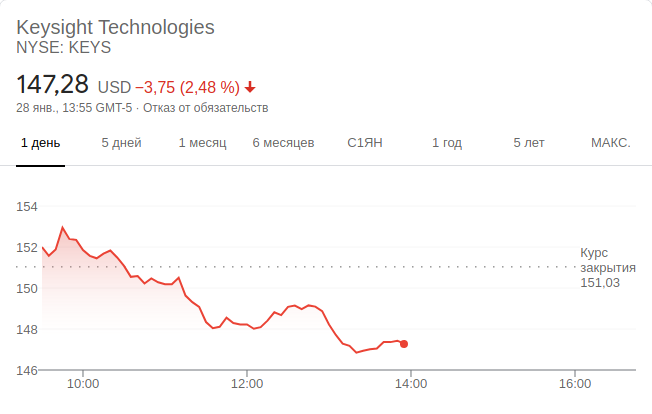 Keysight Technologies
NYSE: KEYS
147,28 USD −3,75 (2,48 %)
28 янв., 13:55 GMT-5 · Отказ от обязательств
1 день 5 дней 1 месяц 6 месяцев С1ЯН 1 год 5 лет МАКС.
154
152
Курс
закрытия
151,03
150
148
146
10:00 12:00 14:00 16:00